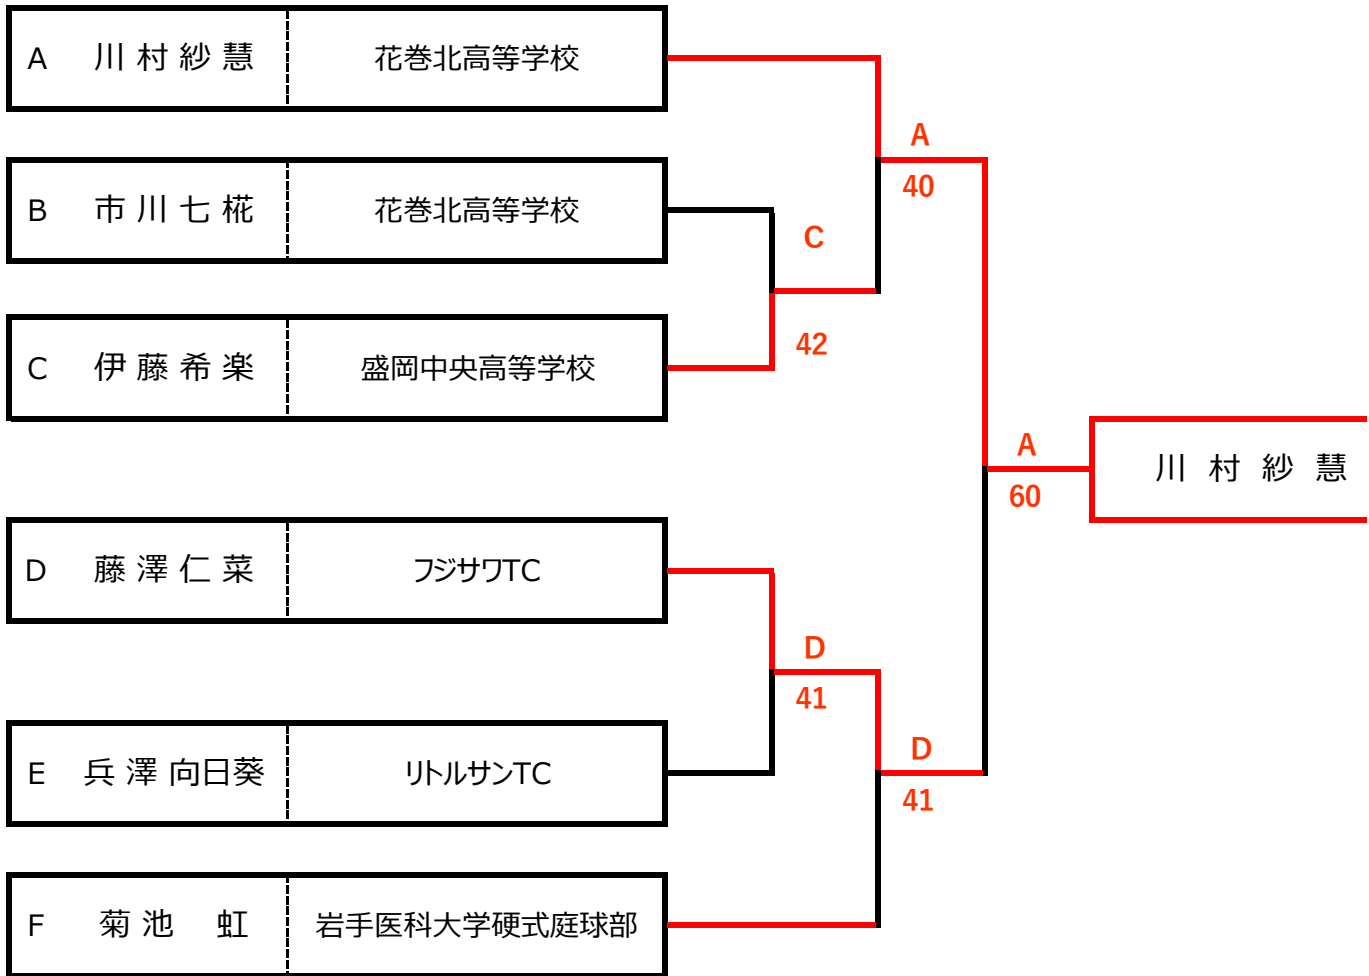 A 川村紗慧 花巻北高等学校
A
40
B 市川七椛 花巻北高等学校
C
42
C 伊藤希楽 盛岡中央高等学校
A
60
川村紗慧
D 藤澤仁菜 フジサワTC
D
41
E 兵澤向日葵 リトルサンTC
D
41
F 菊池 虹 岩手医科大学硬式庭球部